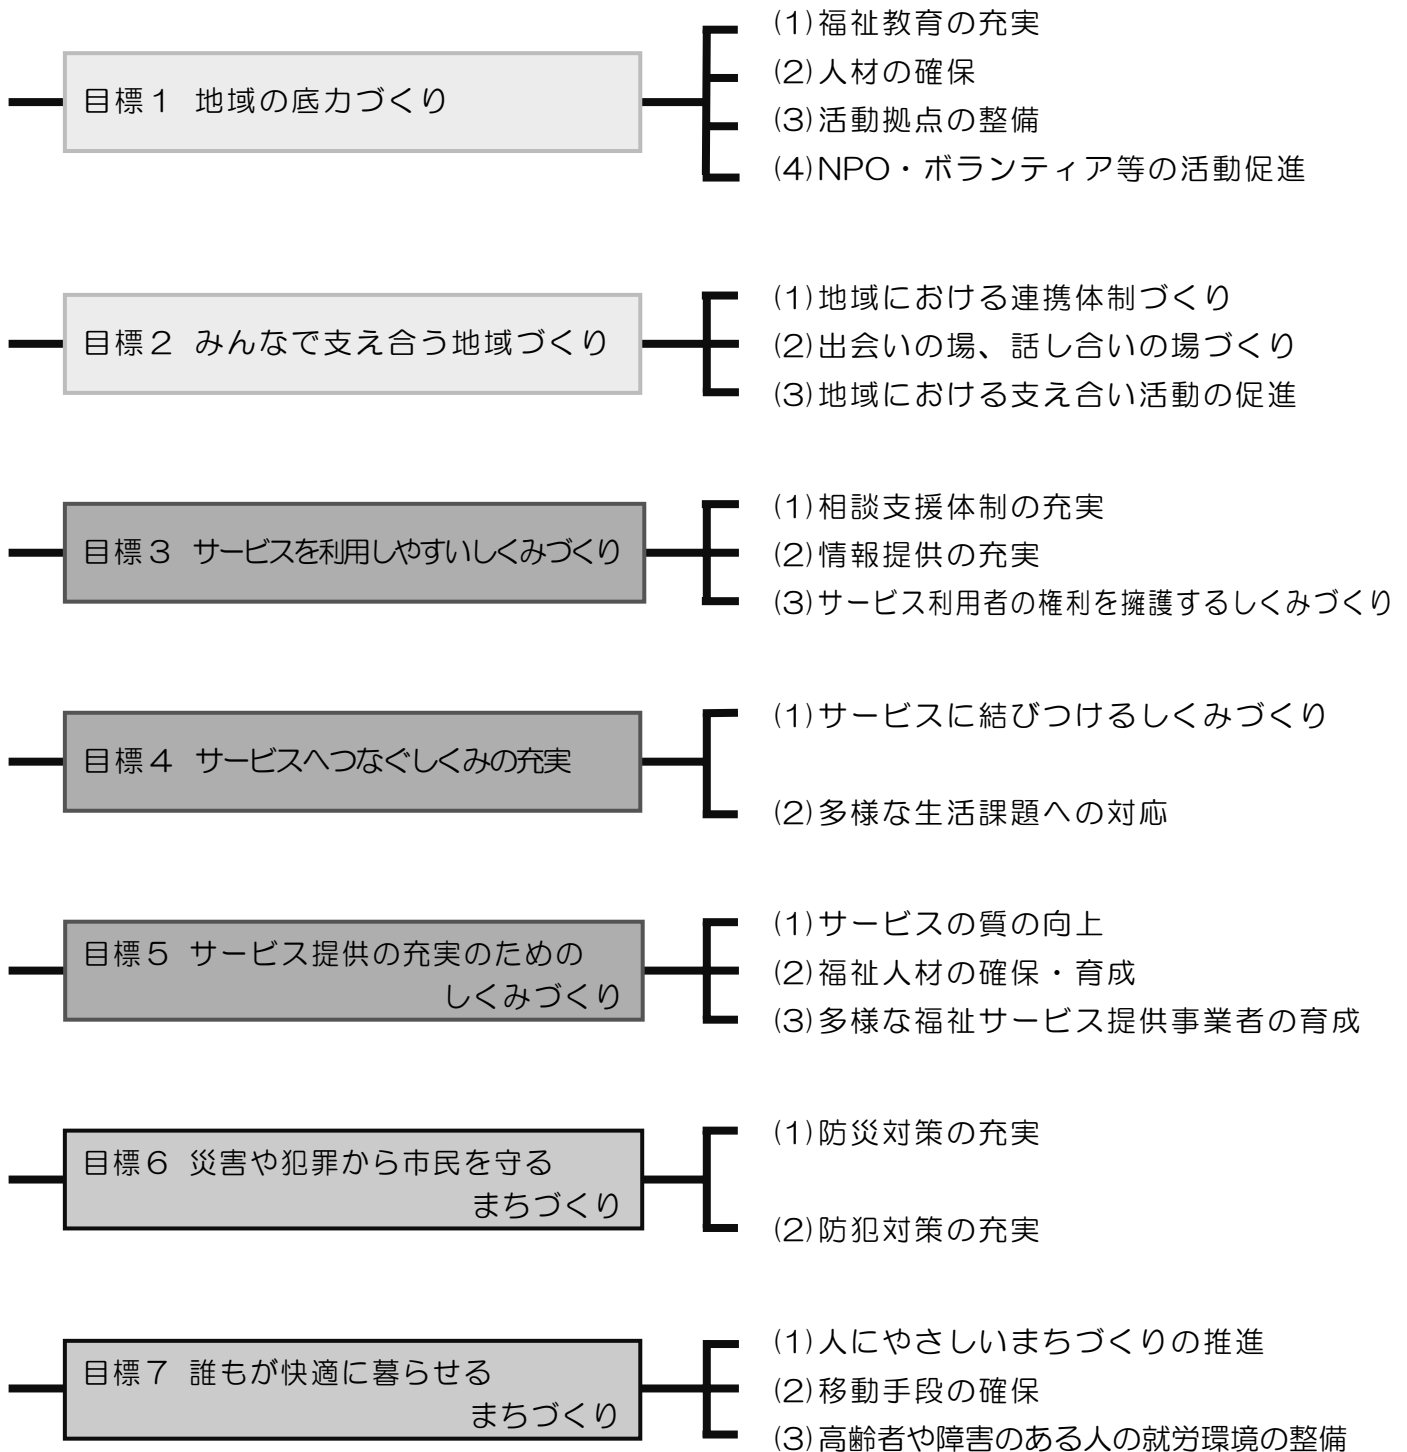 目標１ 地域の底力づくり
(1)福祉教育の充実
(2)人材の確保
(3)活動拠点の整備
(4)NPO・ボランティア等の活動促進
目標２ みんなで支え合う地域づくり
(1)地域における連携体制づくり
(2)出会いの場、話し合いの場づくり
(3)地域における支え合い活動の促進
目標３ サービスを利用しやすいしくみづくり
(1)相談支援体制の充実
(2)情報提供の充実
(3)サービス利用者の権利を擁護するしくみづくり
目標４ サービスへつなぐしくみの充実
(1)サービスに結びつけるしくみづくり
(2)多様な生活課題への対応
目標５ サービス提供の充実のための
しくみづくり
(1)サービスの質の向上
(2)福祉人材の確保・育成
(3)多様な福祉サービス提供事業者の育成
目標６ 災害や犯罪から市民を守る
まちづくり
(1)防災対策の充実
(2)防犯対策の充実
目標７ 誰もが快適に暮らせる
まちづくり
(1)人にやさしいまちづくりの推進
(2)移動手段の確保
(3)高齢者や障害のある人の就労環境の整備